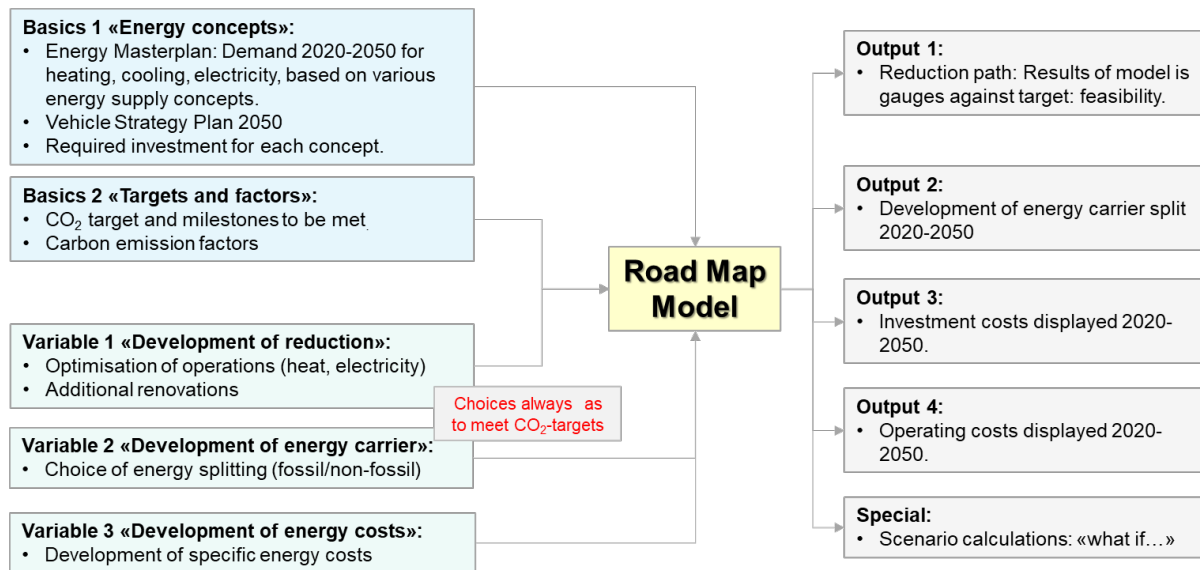 Basics 1 «Energy concepts»:
• Energy Masterplan: Demand 2020-2050 for
heating, cooling, electricity, based on various
energy supply concepts.
• Vehicle Strategy Plan 2050
• Required investment for each concept.
Basics 2 «Targets and factors»:
• CO₂ target and milestones to be met.
• Carbon emission factors
Variable 1 «Development of reduction»:
• Optimisation of operations (heat, electricity)
• Additional renovations
Choices always as
to meet CO₂-targets
Variable 2 «Development of energy carrier»:
• Choice of energy splitting (fossil/non-fossil)
Variable 3 «Development of energy costs»:
• Development of specific energy costs
Road Map
Model
Output 1:
• Reduction path: Results of model is
gauges against target: feasibility.
Output 2:
• Development of energy carrier split
2020-2050
Output 3:
• Investment costs displayed 2020-
2050.
Output 4:
• Operating costs displayed 2020-
2050.
Special:
• Scenario calculations: «what if…»